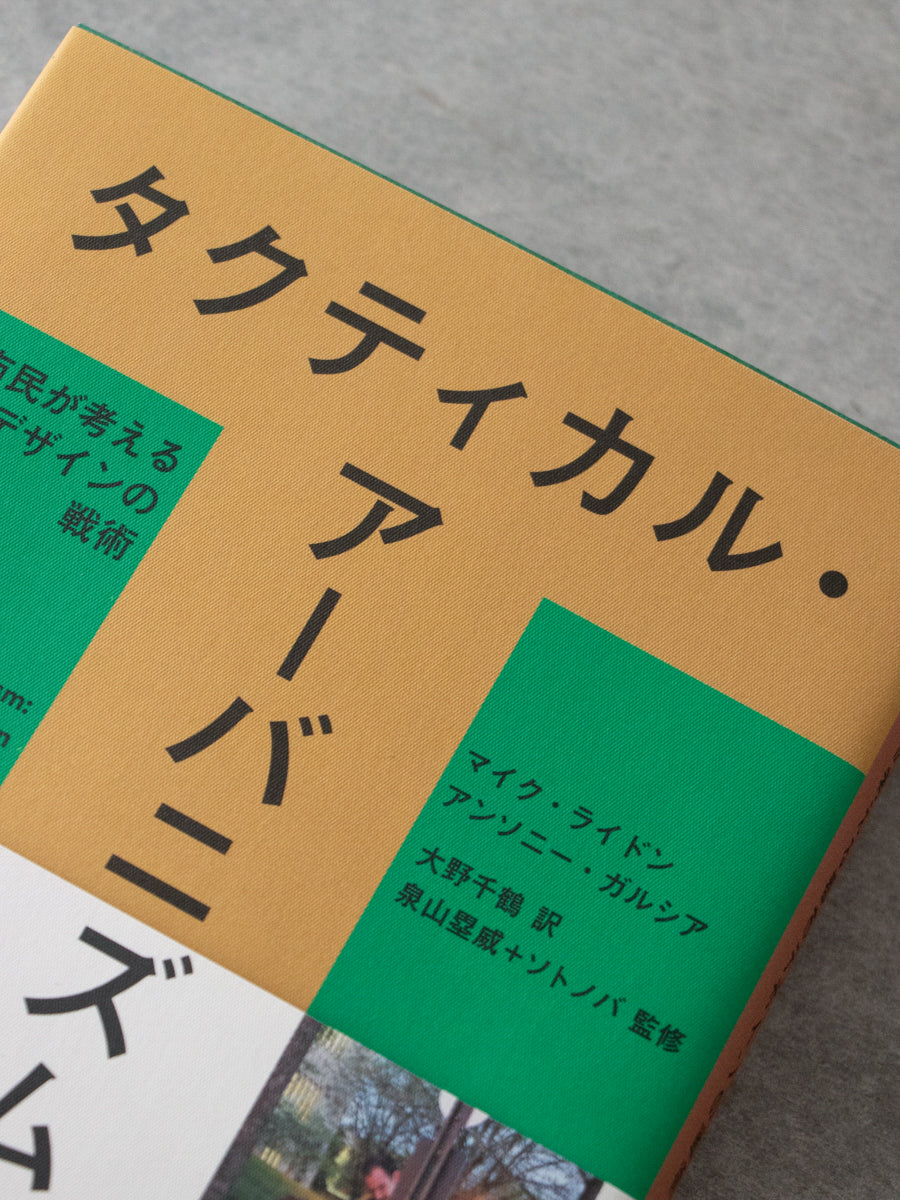 タクティカル・
アーバニズム
市民が考える
デザインの
戦術
マイク・ライドン
アンソニー・ガルシア
大野千鶴 訳
泉山塁威＋ソトノバ 監修